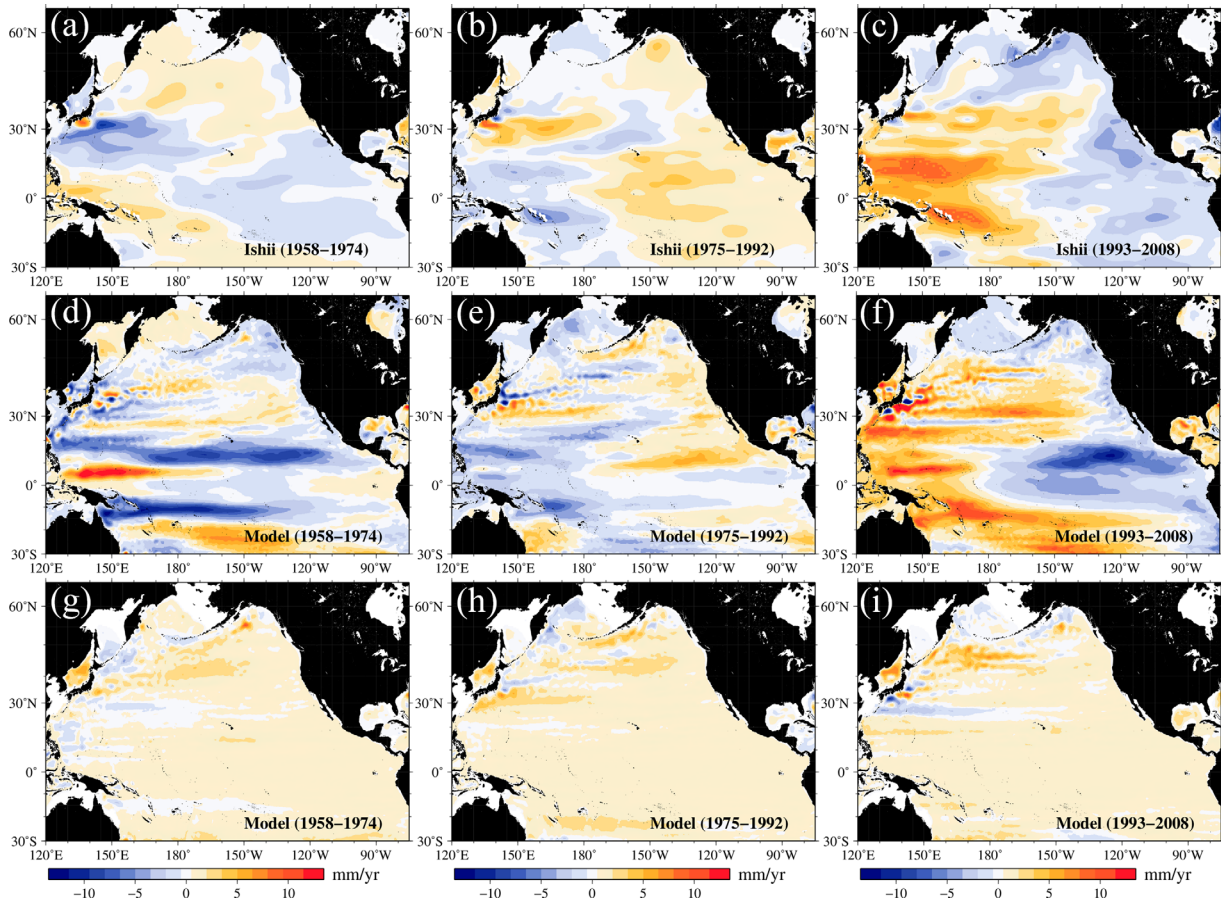 (a) (b) (c)
60°N 60°N 60°N
30°N 30°N 30°N
0° 0° 0°
Ishii (1958−1974) Ishii (1975−1992) Ishii (1993−2008)
30°S 30°S 30°S
120°E 150°E 180° 150°W 120°W 90°W 120°E 150°E 180° 150°W 120°W 90°W 120°E 150°E 180° 150°W 120°W 90°W
(d) (e) (f)
60°N 60°N 60°N
30°N 30°N 30°N
0° 0° 0°
Model (1958−1974) Model (1975−1992) Model (1993−2008)
30°S 30°S 30°S
120°E 150°E 180° 150°W 120°W 90°W 120°E 150°E 180° 150°W 120°W 90°W 120°E 150°E 180° 150°W 120°W 90°W
(g) (h) (i)
60°N 60°N 60°N
30°N 30°N 30°N
0° 0° 0°
Model (1958−1974) Model (1975−1992) Model (1993−2008)
30°S 30°S 30°S
120°E 150°E 180° 150°W 120°W 90°W 120°E 150°E 180° 150°W 120°W 90°W 120°E 150°E 180° 150°W 120°W 90°W
mm/yr mm/yr mm/yr
−10 −5 0 5 10 −10 −5 0 5 10 −10 −5 0 5 10